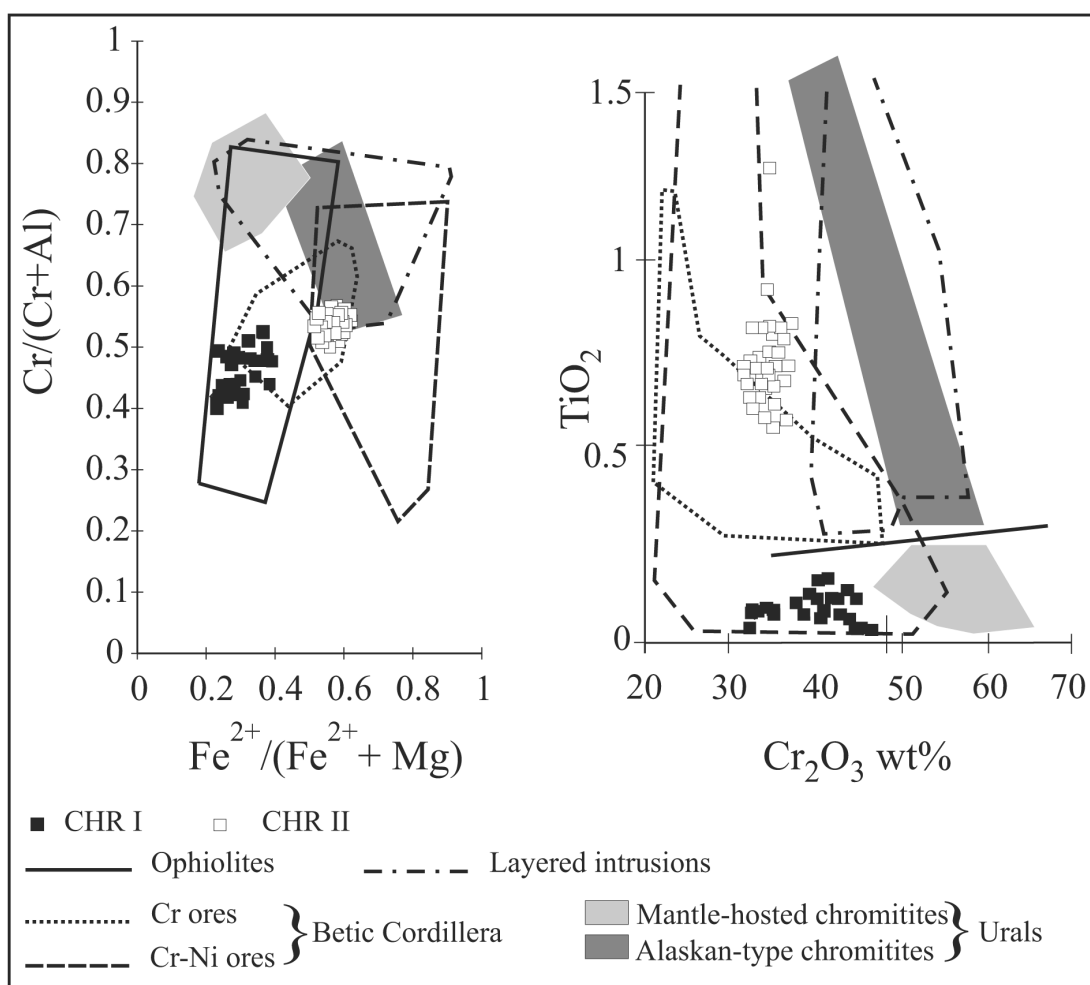 1
0.9
0.8
0.7
0.6
0.5
0.4
0.3
0.2
0.1
0
Cr/(Cr+Al)
0 0.2 0.4 0.6 0.8 1
Fe²⁺/(Fe²⁺+ Mg)
1.5
1
0.5
0
TiO₂
20 30 40 50 60 70
Cr₂O₃ wt%
CHR I CHR II
Ophiolites Layered intrusions
Cr ores
Cr-Ni ores
Betic Cordillera
Mantle-hosted chromitites
Alaskan-type chromitites
Urals